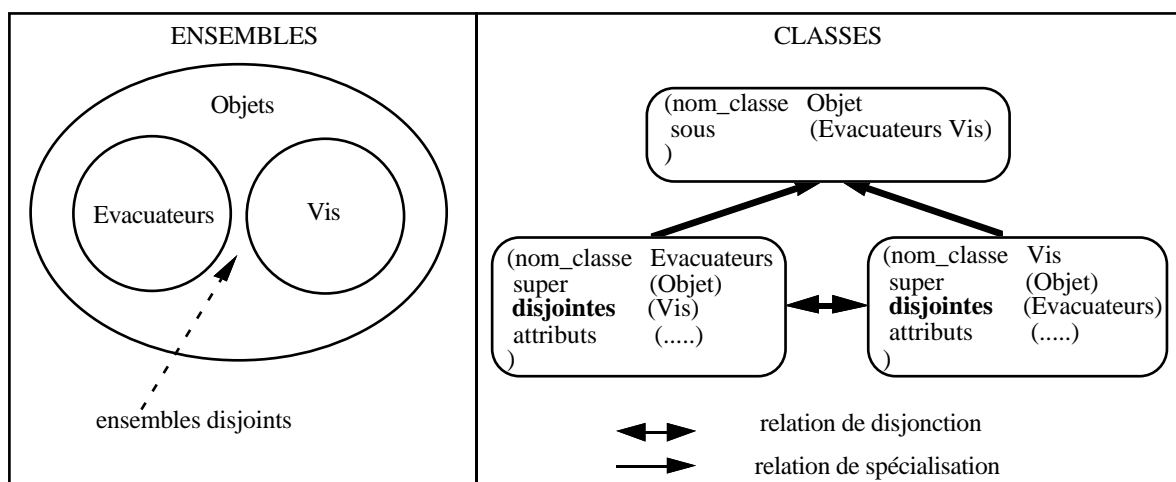 ENSEMBLES
Objets
Evacuateurs
Vis
ensembles disjoints
CLASSES
(nom_classe Objet
sous (Evacuateurs Vis)
)
(nom_classe Evacuateurs
super (Objet)
disjointes (Vis)
attributs (.....)
)
(nom_classe Vis
super (Objet)
disjointes (Evacuateurs)
attributs (.....)
)
relation de disjonction
relation de spécialisation